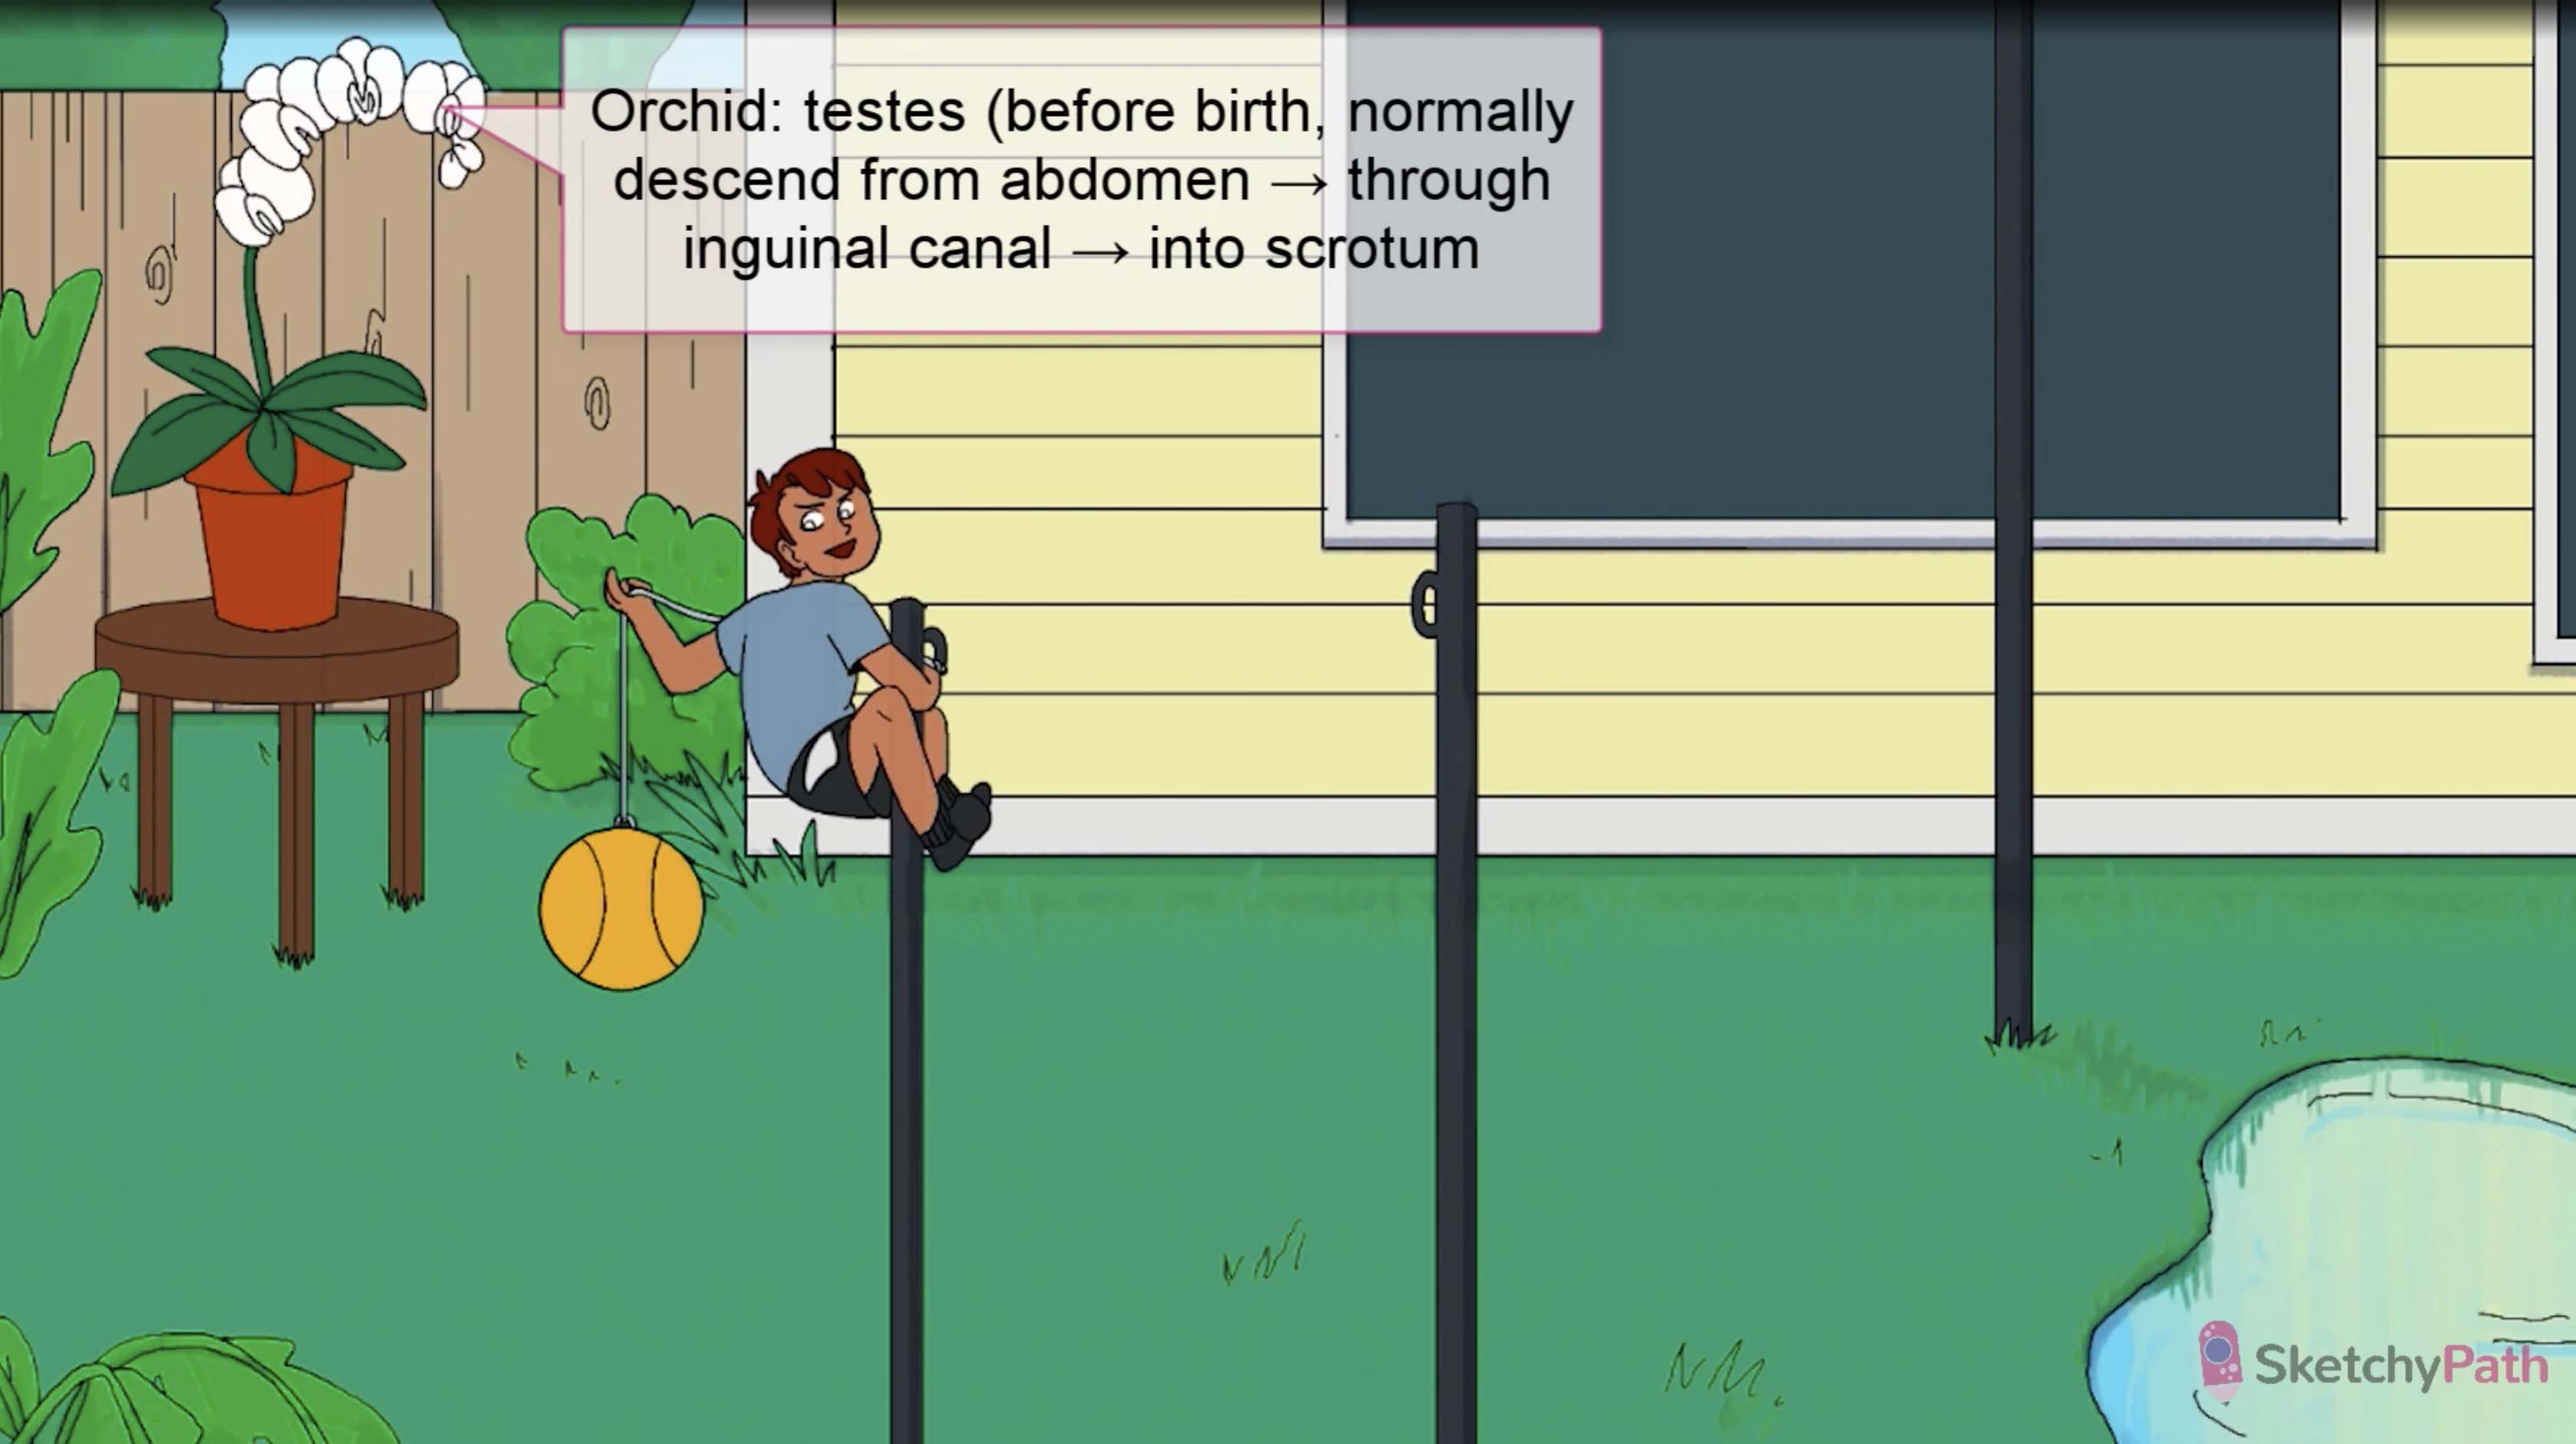 Orchid: testes (before birth, normally
descend from abdomen → through
inguinal canal → into scrotum
SketchyPath